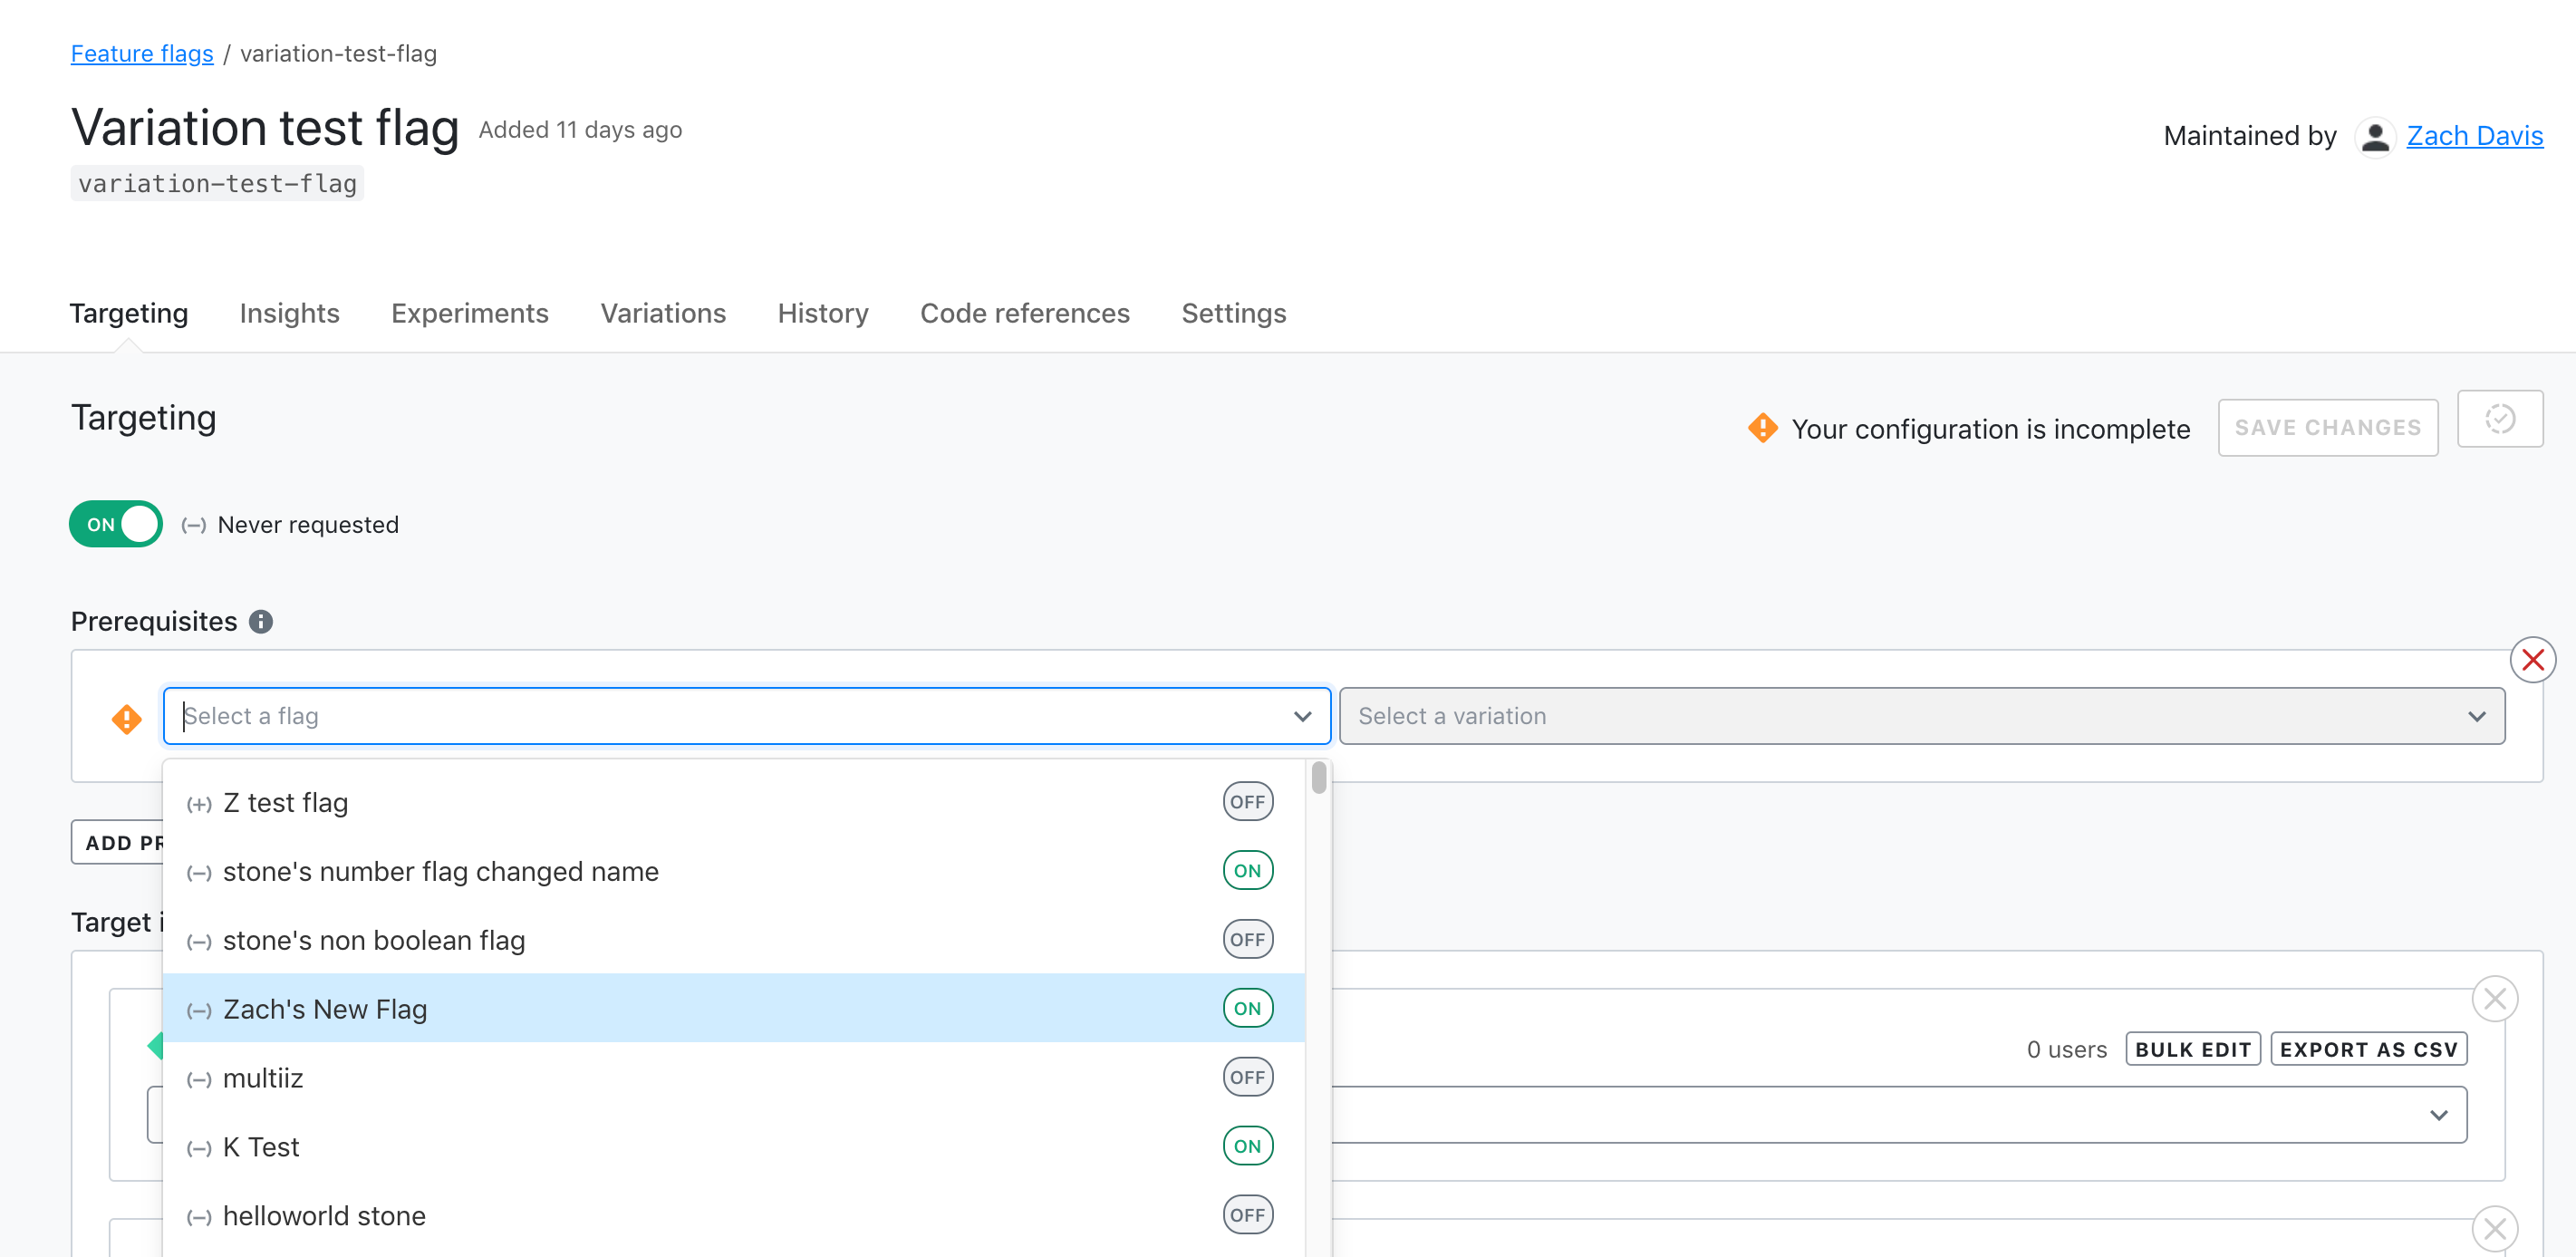 Feature flags / variation-test-flag
Variation test flag Added 11 days ago
Maintained by Zach Davis
variation-test-flag
Targeting Insights Experiments Variations History Code references Settings
Targeting
Your configuration is incomplete SAVE CHANGES
ON (–) Never requested
Prerequisites
Select a flag Select a variation
(+) Z test flag OFF
ADD PR
(–) stone's number flag changed name ON
Target i
(–) stone's non boolean flag OFF
(–) Zach's New Flag ON
0 users BULK EDIT EXPORT AS CSV
(–) multiiz OFF
(–) K Test ON
(–) helloworld stone OFF